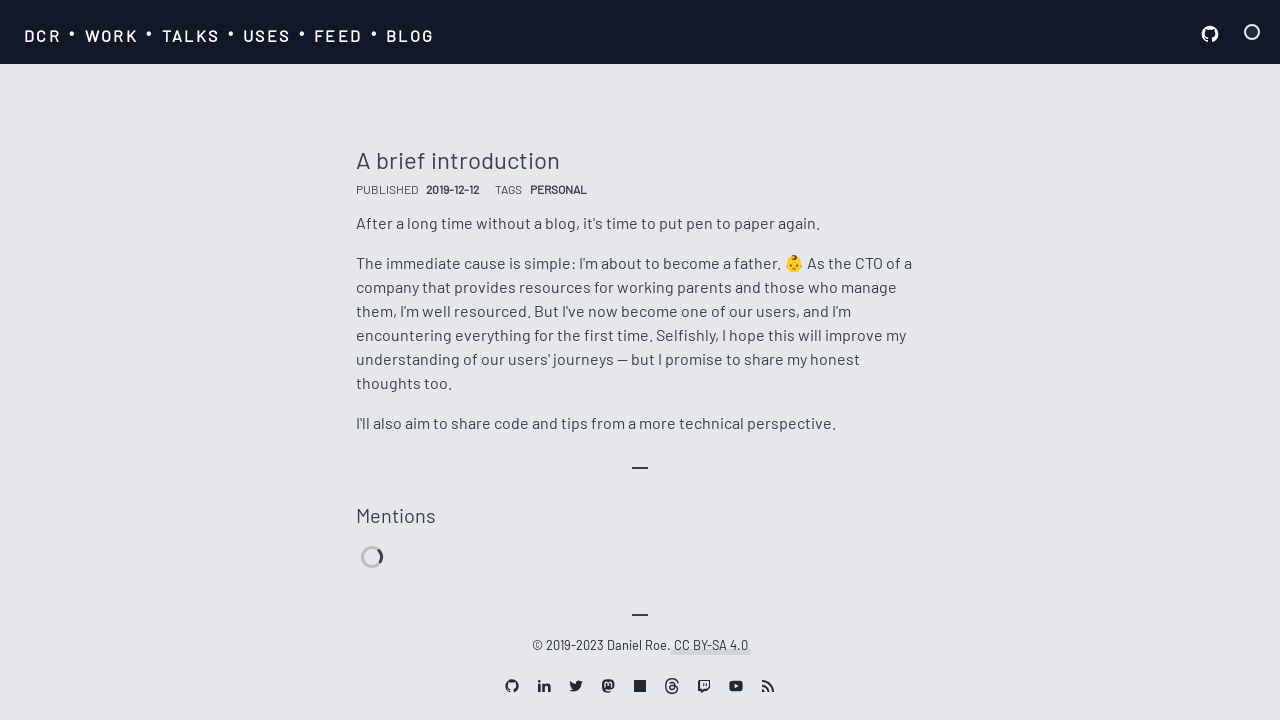 DCR • WORK • TALKS • USES • FEED • BLOG
A brief introduction
PUBLISHED 2019-12-12 TAGS PERSONAL
After a long time without a blog, it's time to put pen to paper again.
The immediate cause is simple: I'm about to become a father. 👶 As the CTO of a
company that provides resources for working parents and those who manage
them, I'm well resourced. But I've now become one of our users, and I'm
encountering everything for the first time. Selfishly, I hope this will improve my
understanding of our users' journeys — but I promise to share my honest
thoughts too.
I'll also aim to share code and tips from a more technical perspective.
Mentions
© 2019-2023 Daniel Roe. CC BY-SA 4.0